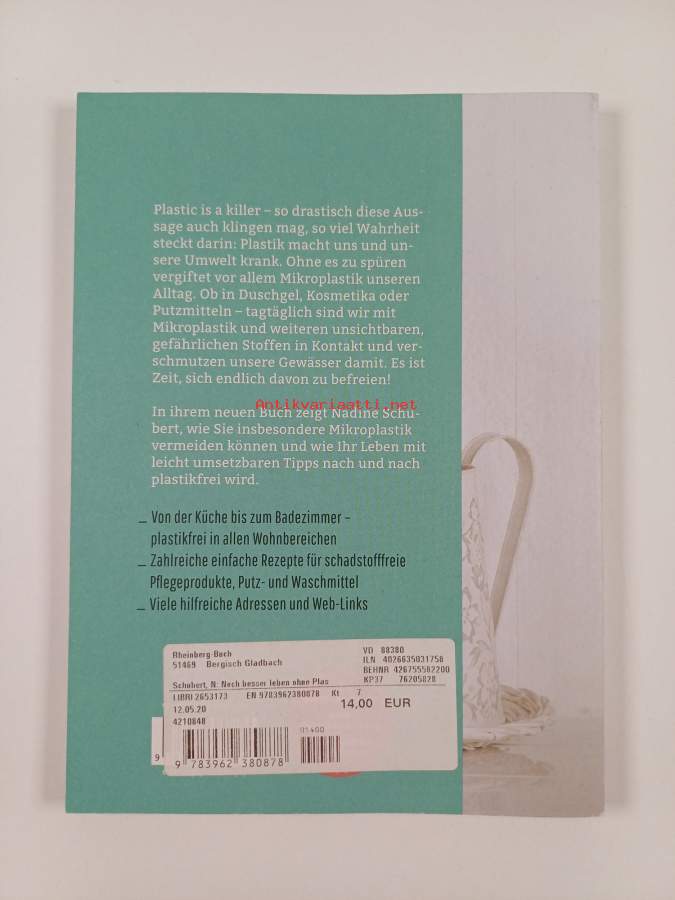 Plastic is a killer – so drastisch diese Aus-
sage auch klingen mag, so viel Wahrheit
steckt darin: Plastik macht uns und un-
sere Umwelt krank. Ohne es zu spüren
vergiftet vor allem Mikroplastik unseren
Alltag. Ob in Duschgel, Kosmetika oder
Putzmitteln – tagtäglich sind wir mit
Mikroplastik und weiteren unsichtbaren,
gefährlichen Stoffen in Kontakt und ver-
schmutzen unsere Gewässer damit. Es ist
Zeit, sich endlich davon zu befreien!
Antikvariaatti.net
In ihrem neuen Buch zeigt Nadine Schu-
bert, wie Sie insbesondere Mikroplastik
vermeiden können und wie Ihr Leben mit
leicht umsetzbaren Tipps nach und nach
plastikfrei wird.
_ Von der Küche bis zum Badezimmer –
plastikfrei in allen Wohnbereichen
_ Zahlreiche einfache Rezepte für schadstofffreie
Pflegeprodukte, Putz- und Waschmittel
_ Viele hilfreiche Adressen und Web-Links
Rheinberg-Buch VD 88380
51469 Bergisch Gladbach ILN 4026635031758
BEHNR 426755582200
Schubert, N: Noch besser leben ohne Plas KP37 76205828
LIBRI 2653173 EN 9783962380878 Kt 7
12.05.20 14,00 EUR
4210848 01400
9
9 783962 380878